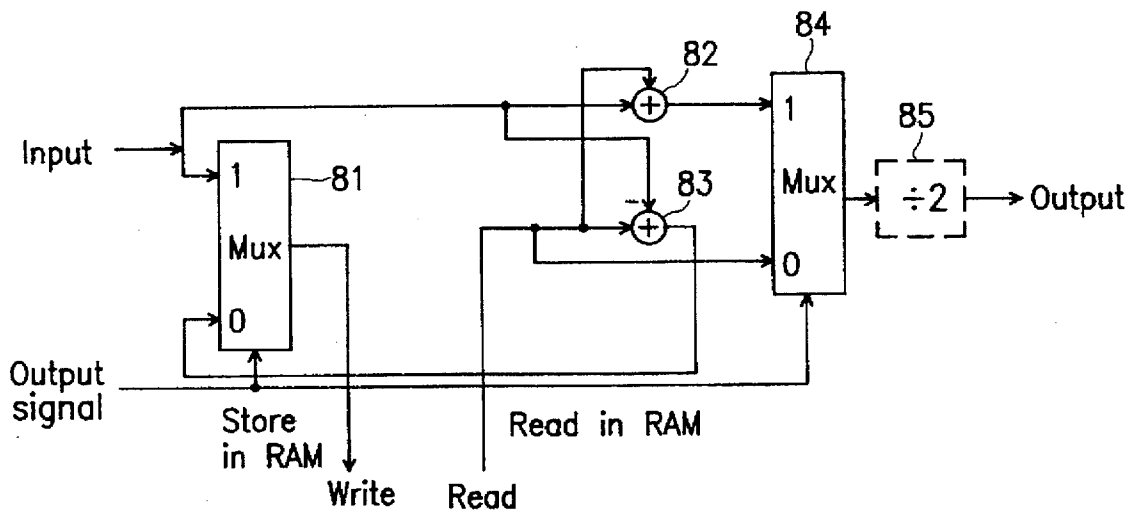 84
82
85
Input
1
81
1
Mux
÷2
Output
+
83
Mux
-
+
0
0
Output
signal
Store
in RAM
Read in RAM
Write
Read